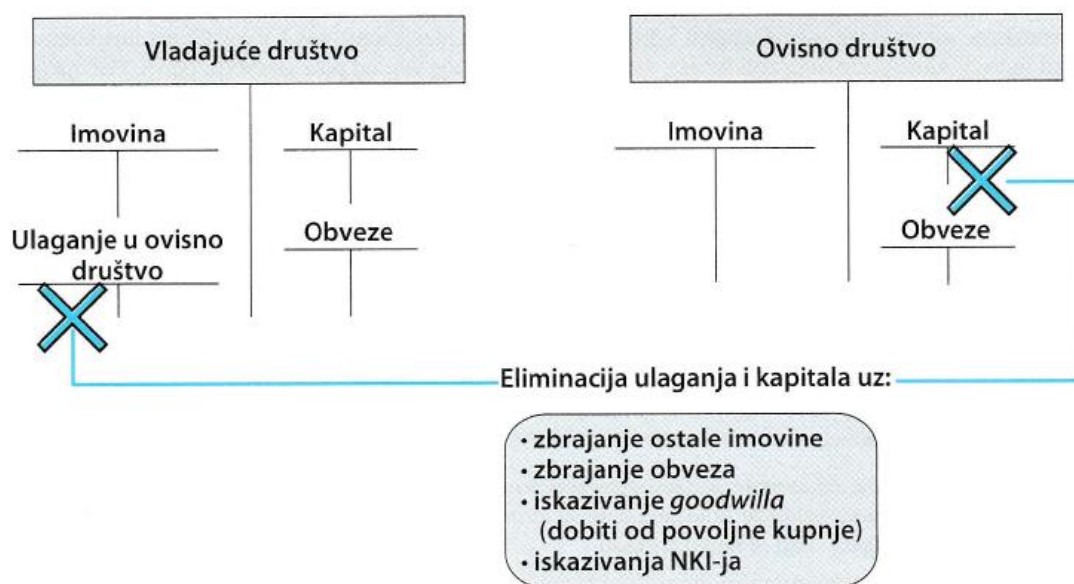 Vladajuće društvo
Ovisno društvo
Imovina
Kapital
Ulaganje u ovisno
društvo
Obveze
Imovina
Kapital
Obveze
Eliminacija ulaganja i kapitala uz:
• zbrajanje ostale imovine
• zbrajanje obveza
• iskazivanje goodwilla
(dobiti od povoljne kupnje)
• iskazivanja NKI-ja